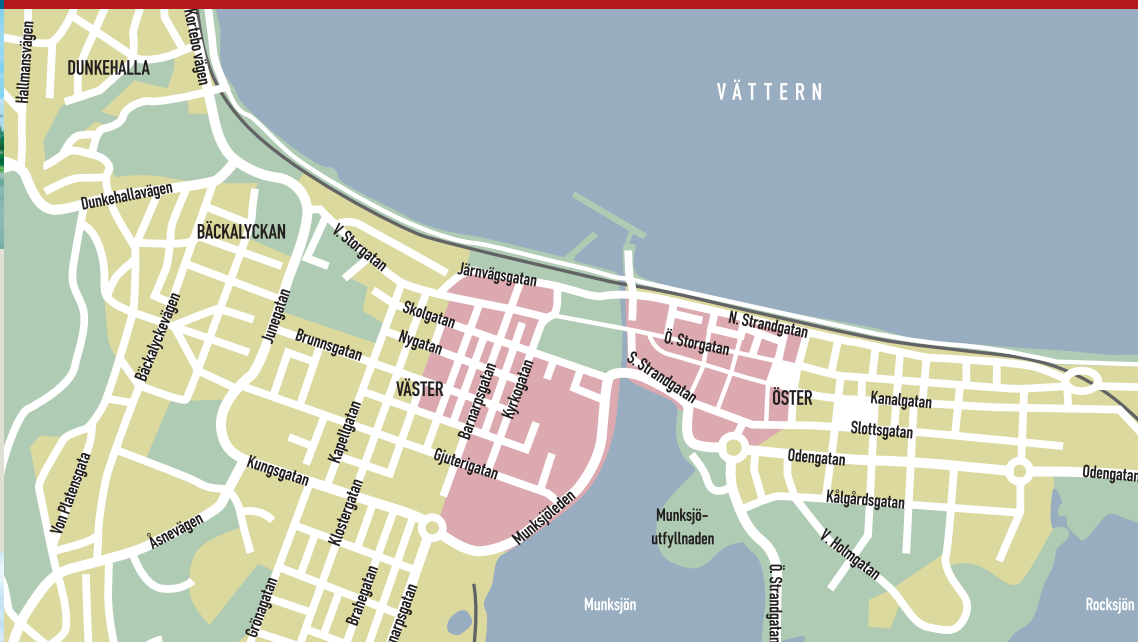 Hallmansvägen
Kortebo vägen
DUNKEHALLA
VÄTTERN
Dunkehallavägen
BÄCKALYCKAN
V. Storgatan
Järnvägsgatan
Bäckalyckevägen
Junegatan
Skolgatan
N. Strandgatan
Brunnsgatan
Nygatan
Ö. Storgatan
S. Strandgatan
VÄSTER
Barnarpsgatan
Kyrkogatan
ÖSTER
Kanalgatan
Kapellgatan
Slottsgatan
Gjuterigatan
Odengatan
Odengatan
Kungsgatan
Von Platensgata
Klostergatan
Munksjöleden
Kålgårdsgatan
Åsnevägen
Munksjö-
utfyllnaden
V. Holmgatan
Grönagatan
Brahegatan
narpsgatan
Ö. Strandgatan
Munksjön
Rocksjön